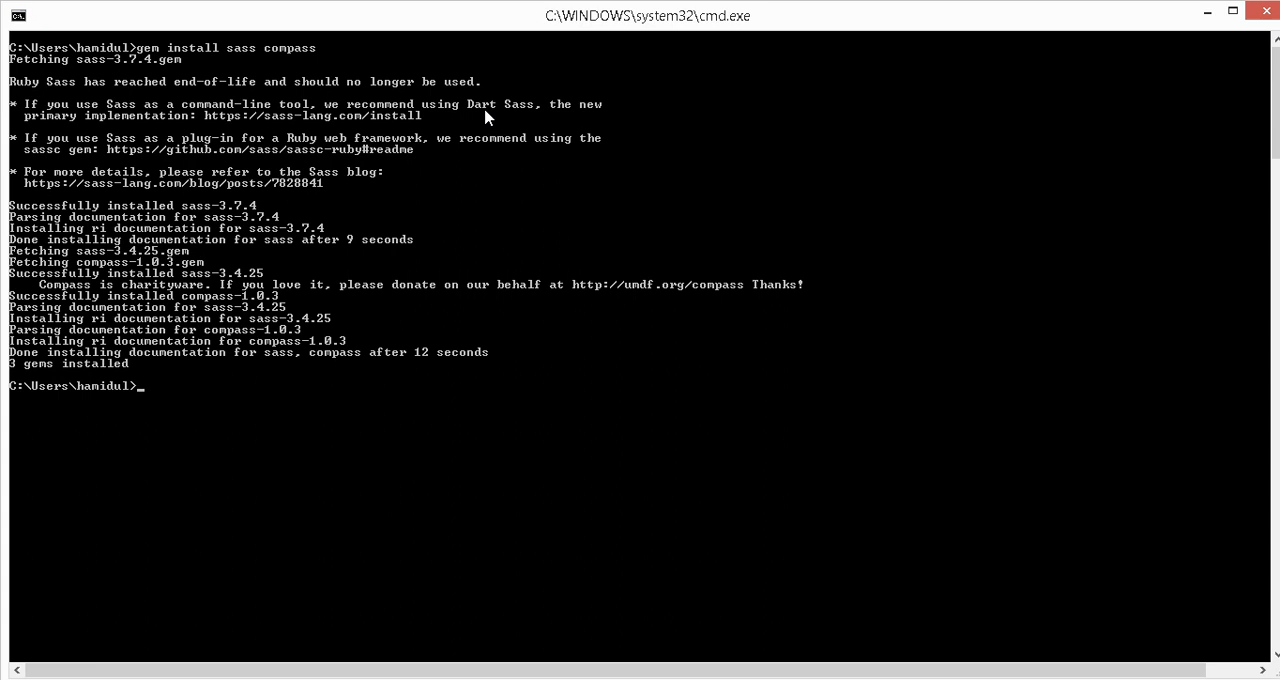 C:\WINDOWS\system32\cmd.exe
C:\Users\hamidul>gem install sass compass
Fetching sass-3.7.4.gem
Ruby Sass has reached end-of-life and should no longer be used.
* If you use Sass as a command-line tool, we recommend using Dart Sass, the new
primary implementation: https://sass-lang.com/install
* If you use Sass as a plug-in for a Ruby web framework, we recommend using the
sassc gem: https://github.com/sass/sassc-ruby#readme
* For more details, please refer to the Sass blog:
https://sass-lang.com/blog/posts/7828841
Successfully installed sass-3.7.4
Parsing documentation for sass-3.7.4
Installing ri documentation for sass-3.7.4
Done installing documentation for sass after 9 seconds
Fetching sass-3.4.25.gem
Fetching compass-1.0.3.gem
Successfully installed sass-3.4.25
Compass is charityware. If you love it, please donate on our behalf at http://umdf.org/compass Thanks!
Successfully installed compass-1.0.3
Parsing documentation for sass-3.4.25
Installing ri documentation for sass-3.4.25
Parsing documentation for compass-1.0.3
Installing ri documentation for compass-1.0.3
Done installing documentation for sass, compass after 12 seconds
3 gems installed
C:\Users\hamidul>_